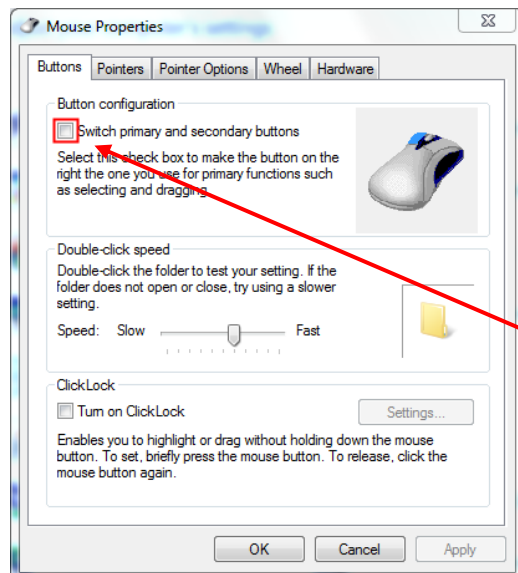 Mouse Properties
Buttons Pointers Pointer Options Wheel Hardware
Button configuration
Switch primary and secondary buttons
Select this check box to make the button on the
right the one you use for primary functions such
as selecting and dragging.
Double-click speed
Double-click the folder to test your setting. If the
folder does not open or close, try using a slower
setting.
Speed: Slow Fast
ClickLock
Turn on ClickLock
Settings...
Enables you to highlight or drag without holding down the mouse
button. To set, briefly press the mouse button. To release, click the
mouse button again.
OK Cancel Apply